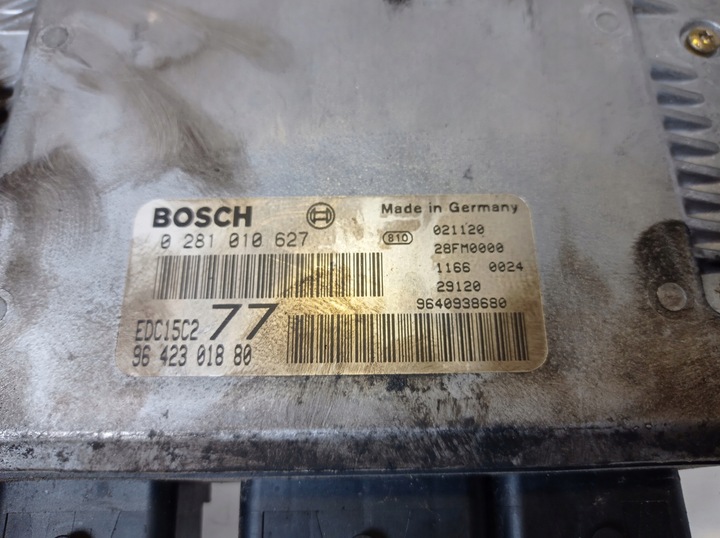 BOSCH Made in Germany
0 281 010 627 810 021120
28FM0000
1166 0024
29120
9640938680
EDC15C2 77
96 423 018 80